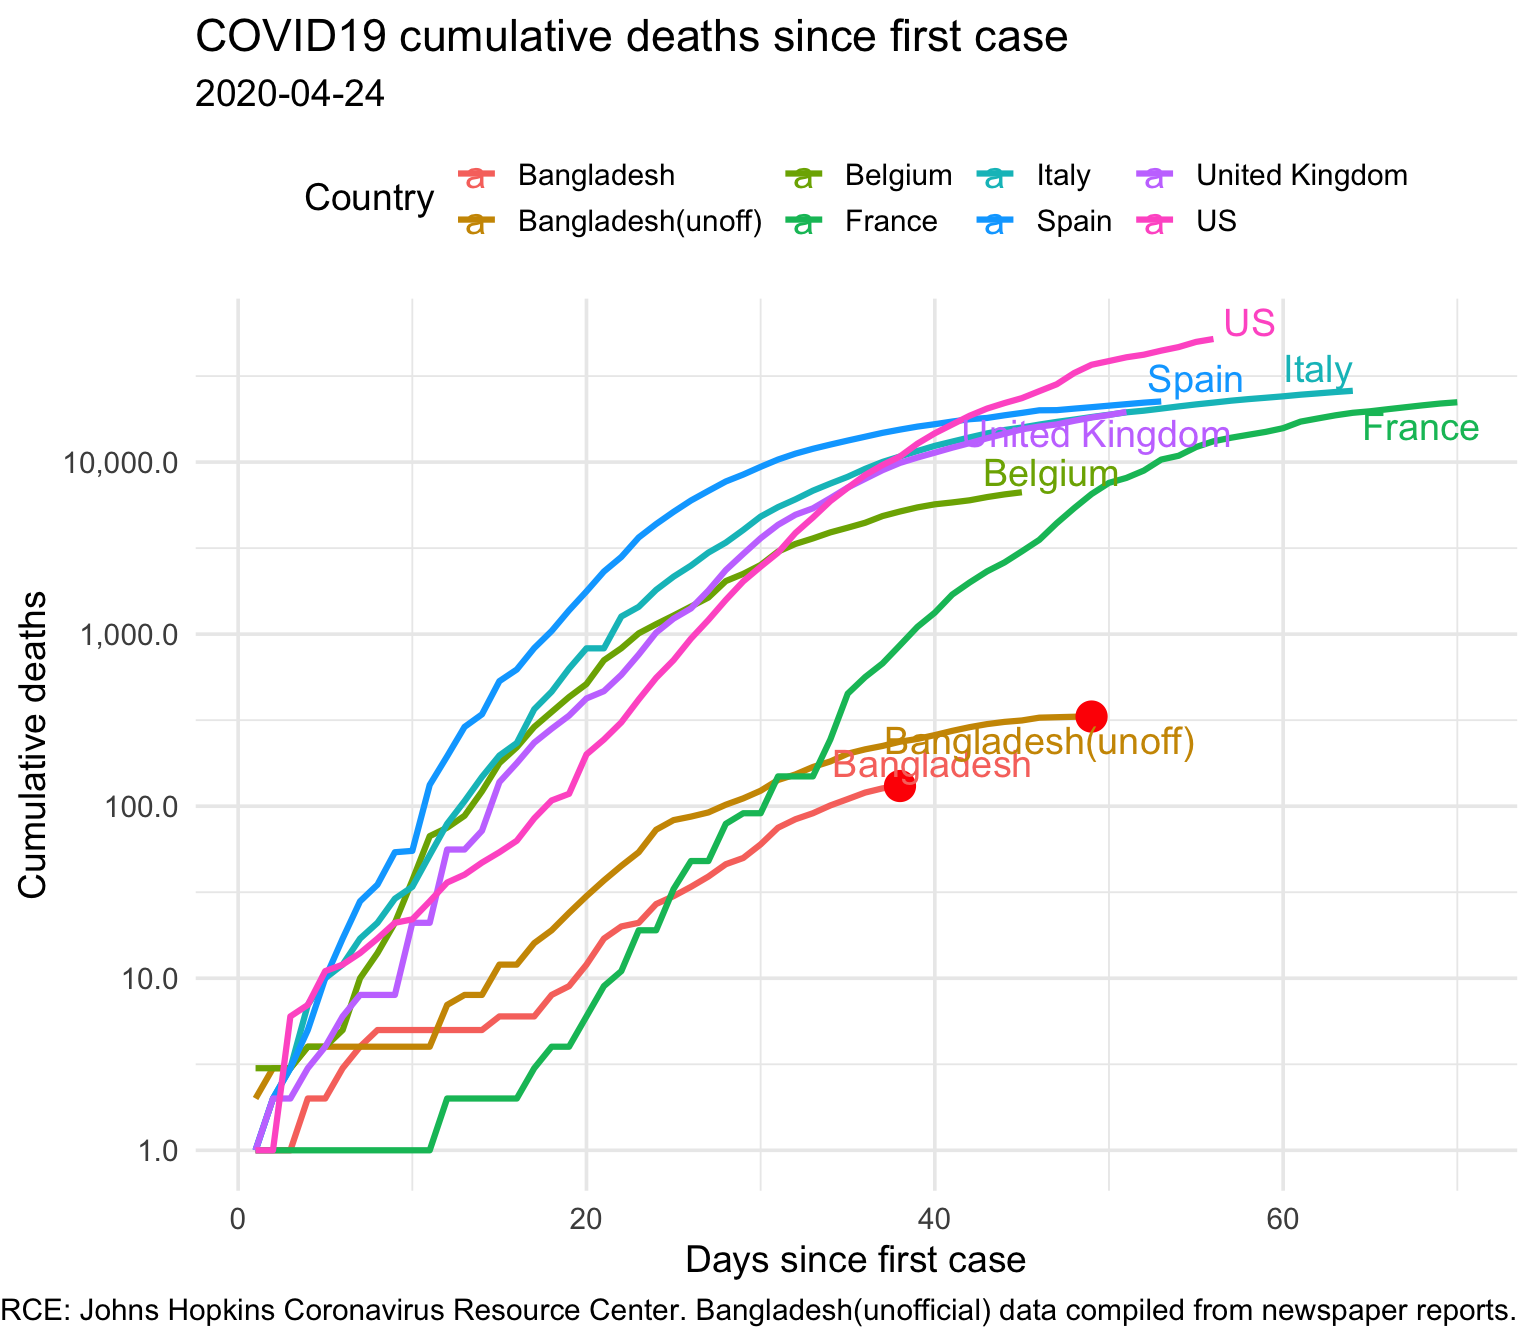 COVID19 cumulative deaths since first case
2020-04-24
Country
a Bangladesh a Belgium a Italy a United Kingdom
a Bangladesh(unoff) a France a Spain a US
US
Spain
Italy
France
United Kingdom
Belgium
Bangladesh(unoff)
Bangladesh
Cumulative deaths
10,000.0
1,000.0
100.0
10.0
1.0
0 20 40 60
Days since first case
RCE: Johns Hopkins Coronavirus Resource Center. Bangladesh(unofficial) data compiled from newspaper reports.